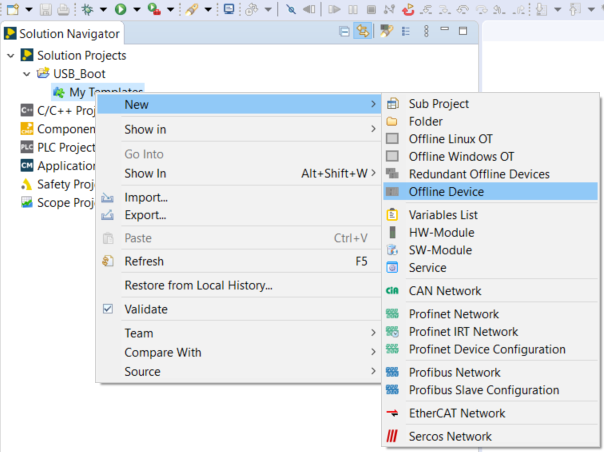 Solution Navigator
Solution Projects
USB_Boot
My Templates
New
Show in
Go Into
Show In Alt+Shift+W
Import...
Export...
Paste Ctrl+V
Refresh F5
Restore from Local History...
Validate
Team
Compare With
Source
Sub Project
Folder
Offline Linux OT
Offline Windows OT
Redundant Offline Devices
Offline Device
Variables List
HW-Module
SW-Module
Service
CAN Network
Profinet Network
Profinet IRT Network
Profinet Device Configuration
Profibus Network
Profibus Slave Configuration
EtherCAT Network
Sercos Network
C/C++ Proj
Componen
PLC Project
Application
Safety Proj
Scope Proj